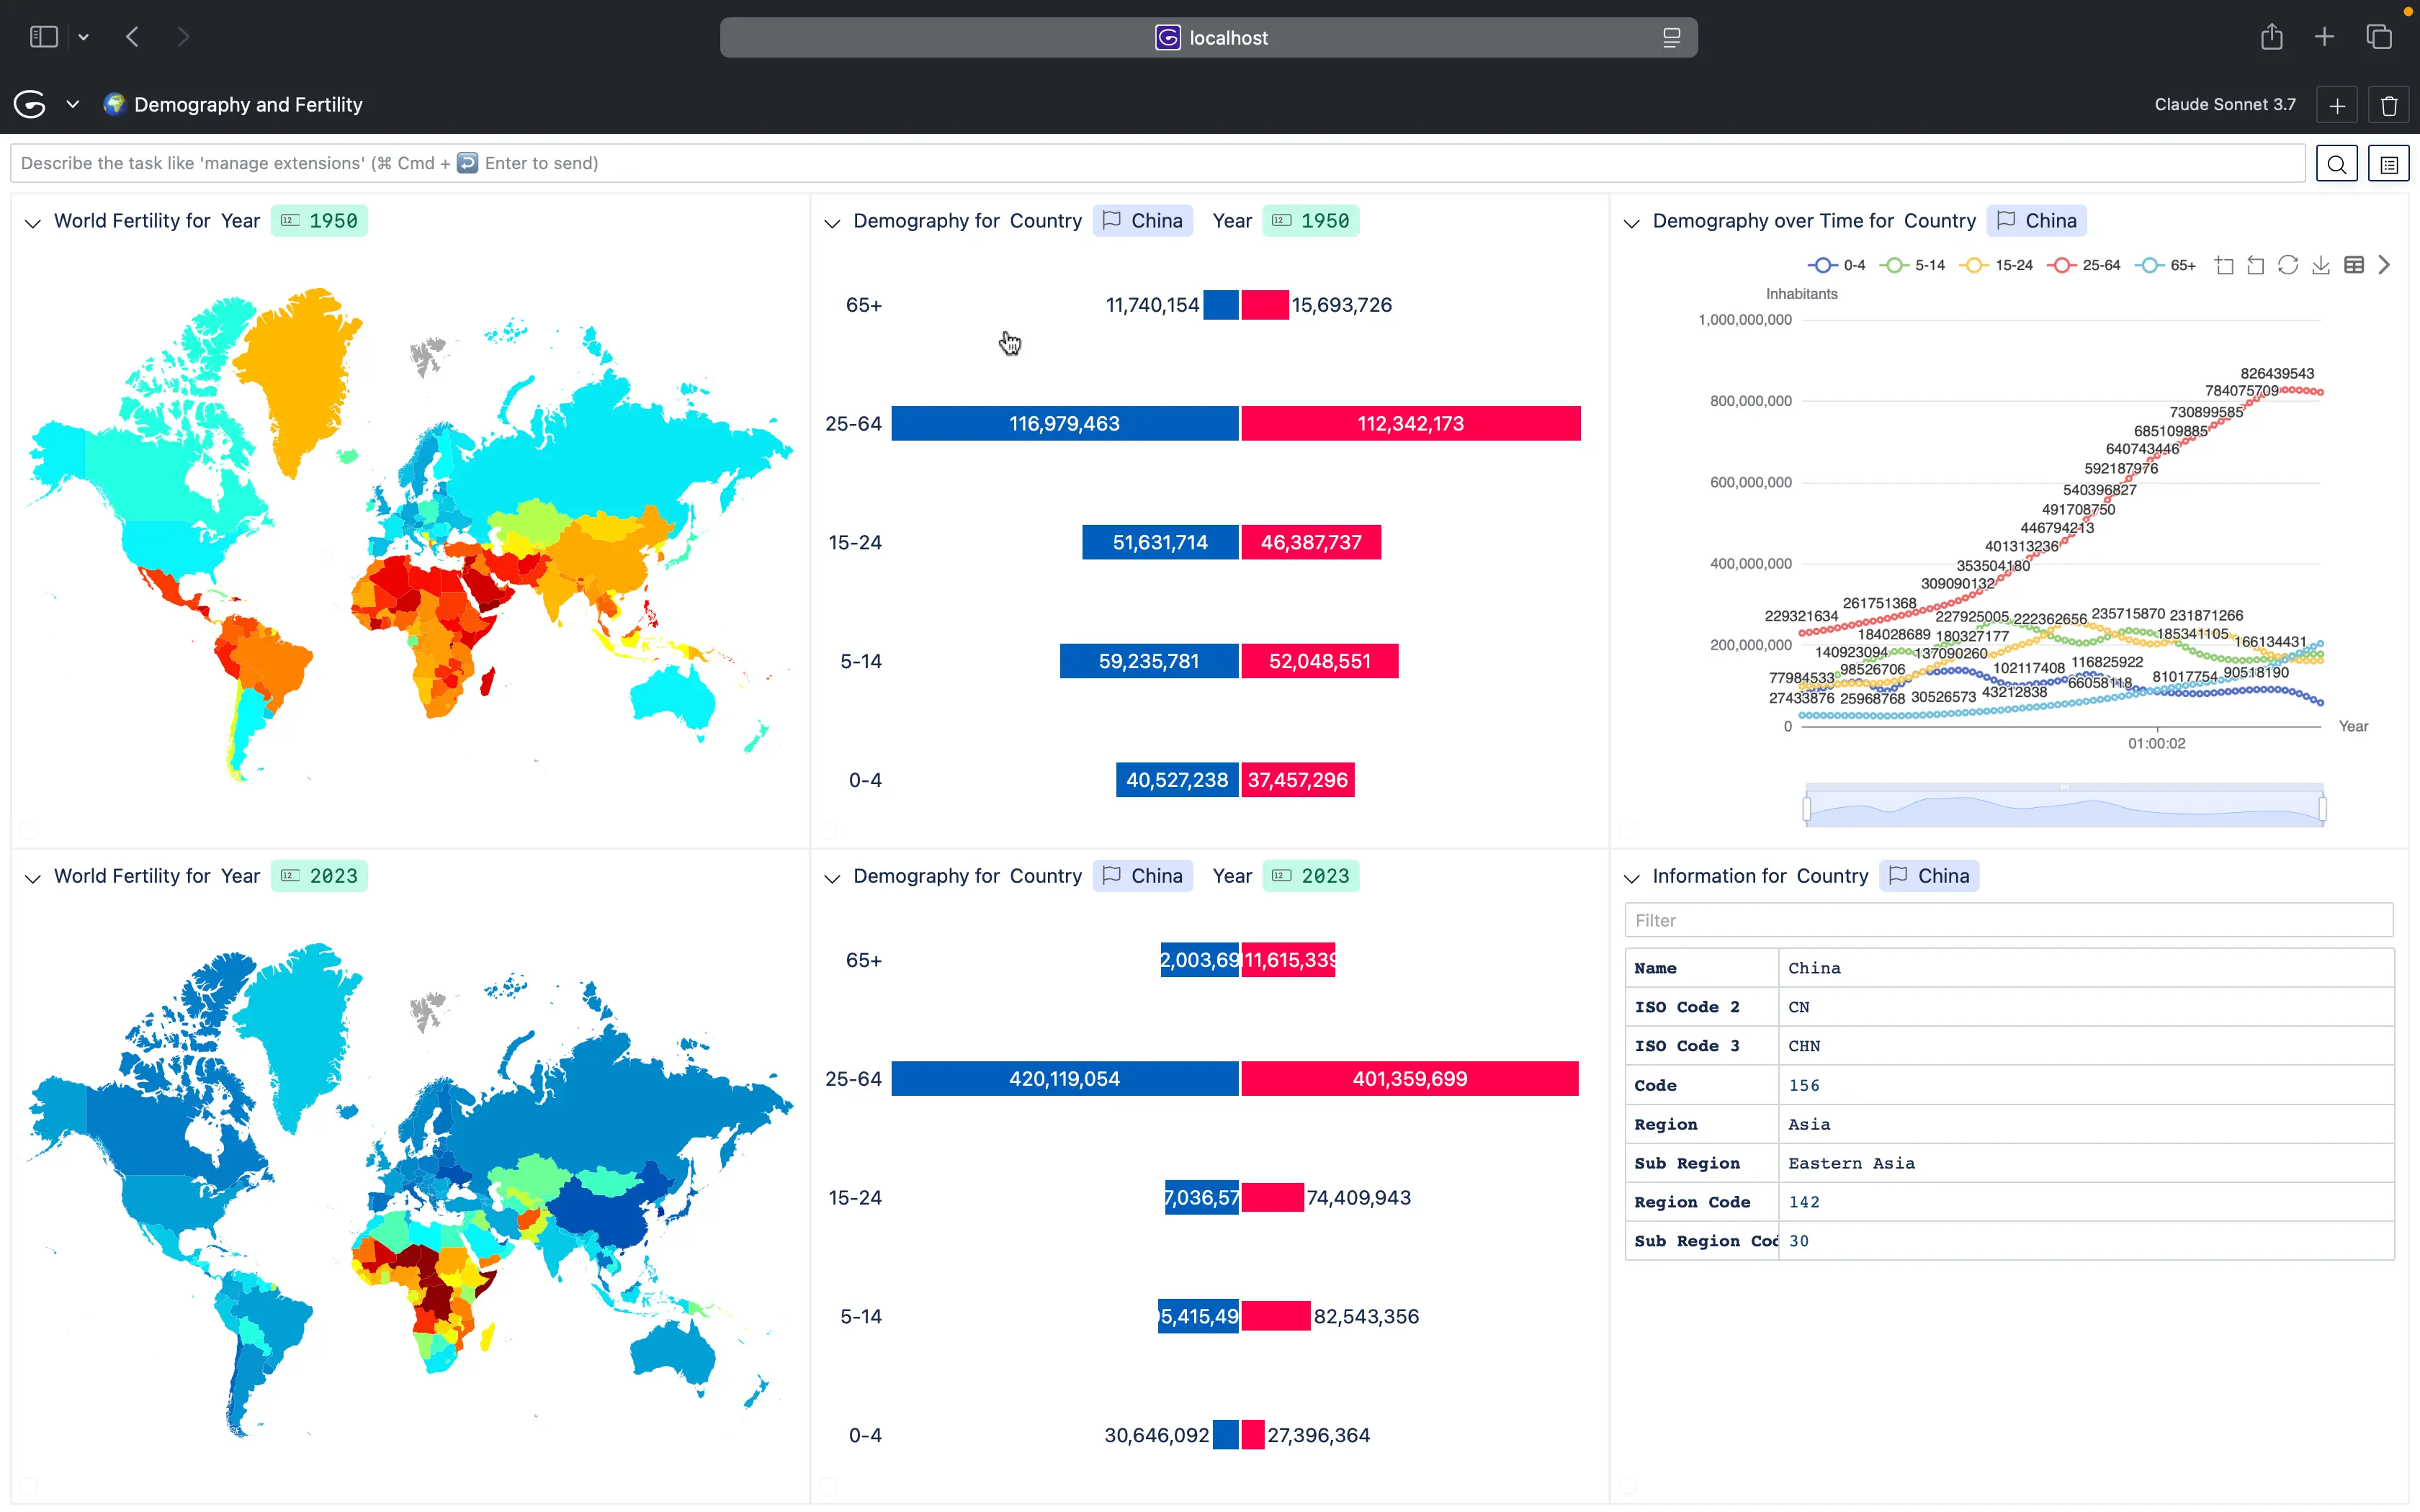 localhost
Demography and Fertility
Claude Sonnet 3.7
Describe the task like 'manage extensions' (⌘ Cmd + Enter to send)
World Fertility for Year 1950
Demography for Country China Year 1950
65+ 11,740,154 15,693,726
25-64 116,979,463 112,342,173
15-24 51,631,714 46,387,737
5-14 59,235,781 52,048,551
0-4 40,527,238 37,457,296
Demography over Time for Country China
0-4 5-14 15-24 25-64 65+
Inhabitants
1,000,000,000
826439543
784075709
800,000,000
730899585
685109885
640743446
592187976
600,000,000
540396827
491708750
446794213
401313236
400,000,000
353504180
309090132
261751368
229321634 227925005 222362656 235715870 231871266
184028689 180327177 185341105 166134431
200,000,000
140923094 137090260
98526706 102117408 116825922
77984533 66058118 81017754 90518190
27433876 25968768 30526573 43212838
0 Year
01:00:02
World Fertility for Year 2023
Demography for Country China Year 2023
65+ 2,003,69 111,615,339
25-64 420,119,054 401,359,699
15-24 7,036,57 74,409,943
5-14 5,415,49 82,543,356
0-4 30,646,092 27,396,364
Information for Country China
Filter
Name China
ISO Code 2 CN
ISO Code 3 CHN
Code 156
Region Asia
Sub Region Eastern Asia
Region Code 142
Sub Region Cod 30